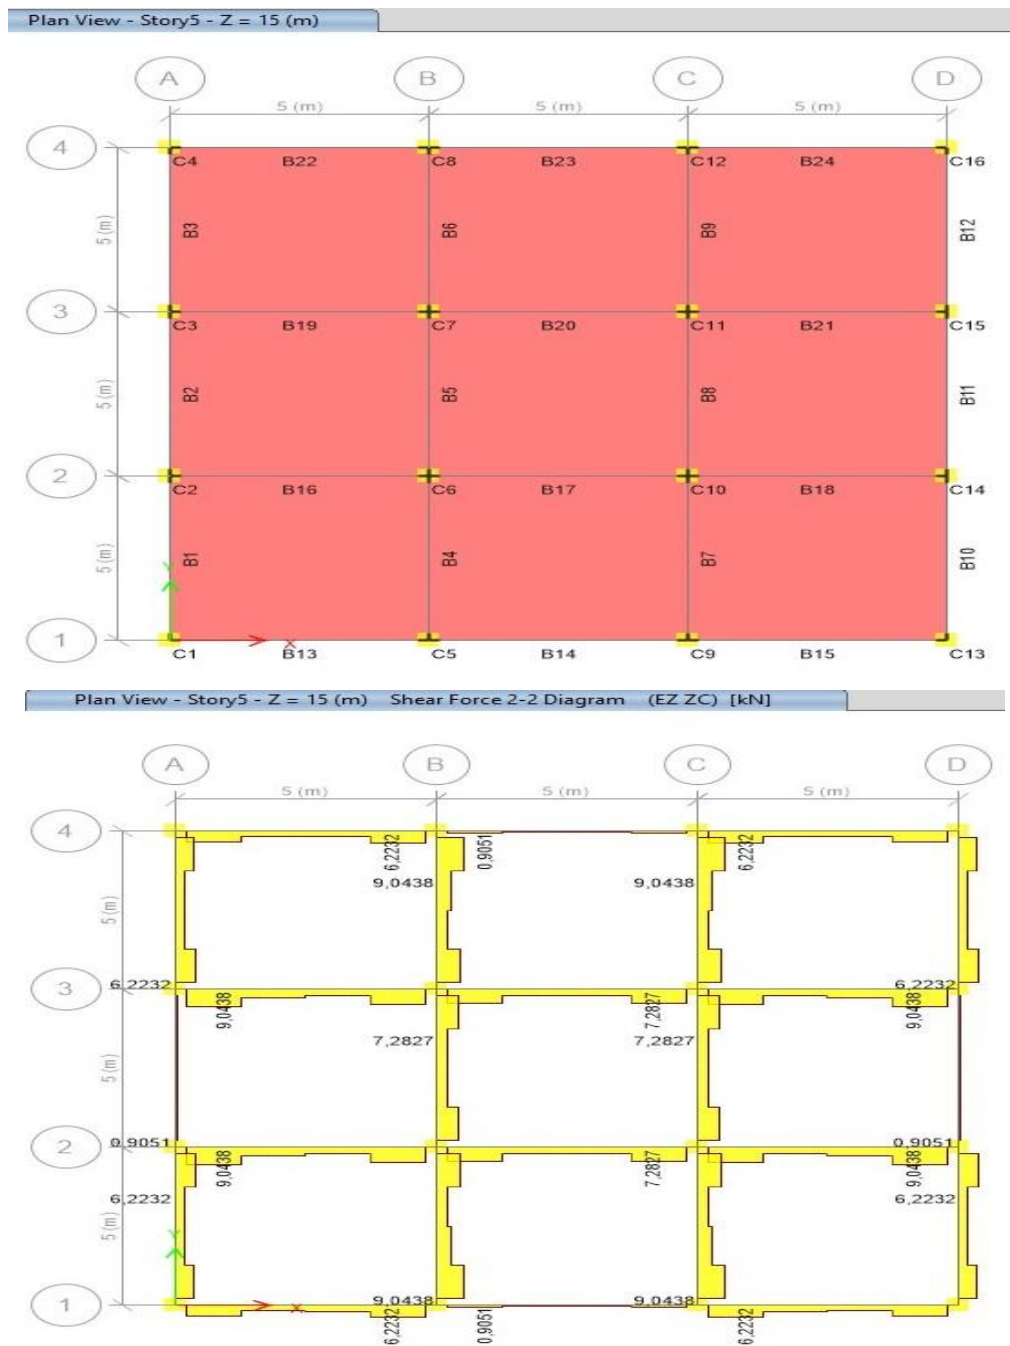 Plan View - Story5 - Z = 15 (m)
A B C D
5 (m) 5 (m) 5 (m)
4
C4 B22 C8 B23 C12 B24 C16
5 (m) B3 B6 B9 B12
3
C3 B19 C7 B20 C11 B21 C15
5 (m) B2 B5 B8 B11
2
C2 B16 C6 B17 C10 B18 C14
5 (m) B1 B4 B7 B10
Y
1
X
C1 B13 C5 B14 C9 B15 C13
Plan View - Story5 - Z = 15 (m) Shear Force 2-2 Diagram (EZ ZC) [kN]
A B C D
5 (m) 5 (m) 5 (m)
4
6,2232 0,9051 6,2232
9,0438 9,0438
5 (m)
6,2232 6,2232
3
9,0438 7,2827 9,0438
7,2827 7,2827
5 (m)
0,9051 0,9051
2
9,0438 7,2827 9,0438
6,2232 6,2232
5 (m)
Y
9,0438 9,0438
1
X
6,2232 0,9051 6,2232